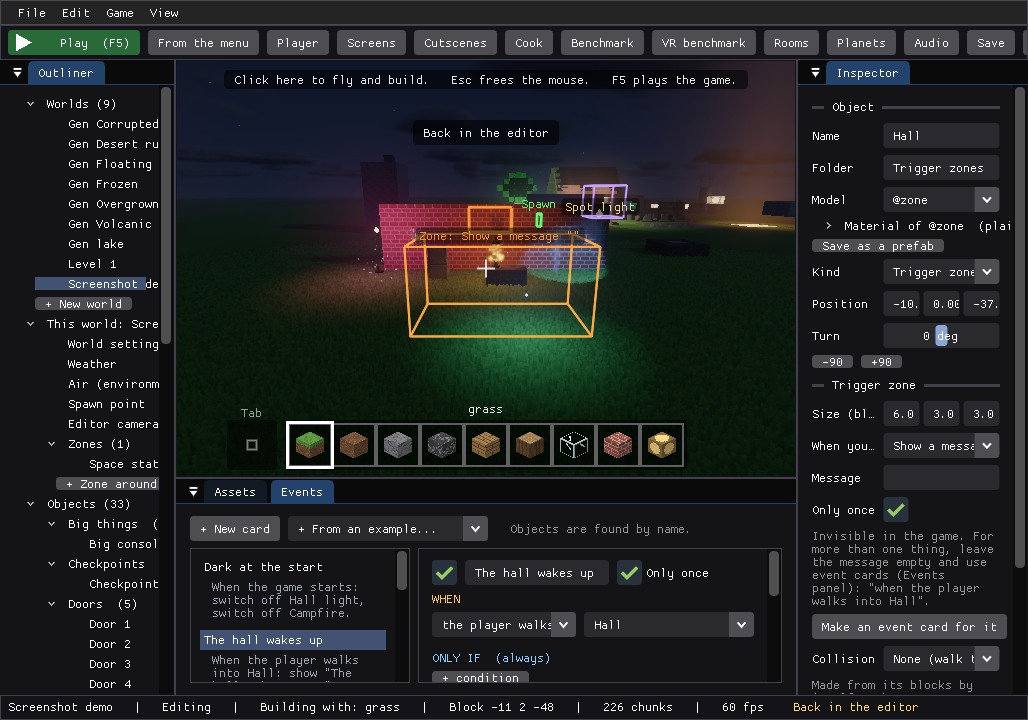 File Edit Game View
Play (F5) From the menu Player Screens Cutscenes Cook Benchmark VR benchmark Rooms Planets Audio Save
Outliner
Worlds (9)
Gen Corrupted
Gen Desert ru
Gen Floating
Gen Frozen
Gen Overgrown
Gen Volcanic
Gen lake
Level 1
Screenshot de
+ New world
This world: Scre
World setting
Weather
Air (environm
Spawn point
Editor camera
Zones (1)
Space stat
+ Zone around
Objects (33)
Big things (
Big consol
Checkpoints
Checkpoint
Doors (5)
Door 1
Door 2
Door 3
Door 4
Click here to fly and build. Esc frees the mouse. F5 plays the game.
Back in the editor
Spawn
Spot light
Zone: Show a message ""
grass
Tab
Assets Events
+ New card + From an example... Objects are found by name.
Dark at the start
When the game starts:
switch off Hall light,
switch off Campfire.
The hall wakes up
When the player walks
into Hall: show "The
The hall wakes up Only once
WHEN
the player walks Hall
ONLY IF (always)
+ condition
Inspector
Object
Name Hall
Folder Trigger zones
Model @zone
Material of @zone (plai
Save as a prefab
Kind Trigger zone
Position -10. 0.00 -37.
Turn 0 deg
-90 +90
Trigger zone
Size (bl… 6.0 3.0 3.0
When you… Show a messa
Message
Only once
Invisible in the game. For
more than one thing, leave
the message empty and use
event cards (Events
panel): "when the player
walks into Hall".
Make an event card for it
Collision None (walk t
Made from its blocks by
Screenshot demo | Editing | Building with: grass | Block -11 2 -48 | 226 chunks | 60 fps Back in the editor